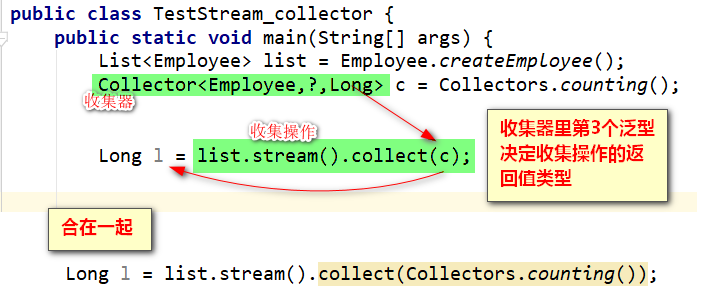 public class TestStream_collector {
public static void main(String[] args) {
List<Employee> list = Employee.createEmployee();
Collector<Employee,?,Long> c = Collectors.counting();
收集器
收集操作
Long l = list.stream().collect(c);
收集器里第3个泛型
决定收集操作的返
回值类型
合在一起
Long l = list.stream().collect(Collectors.counting());